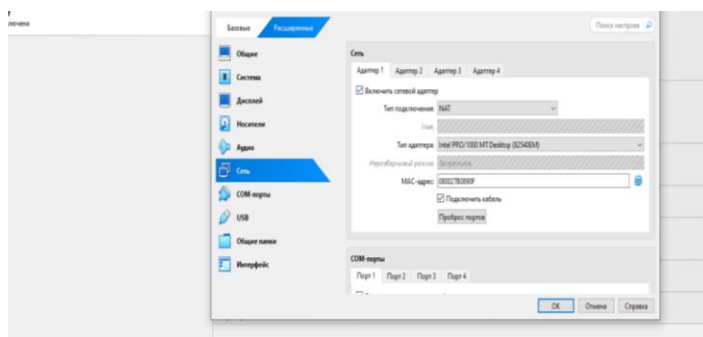 лючена
Базовые
Расширенные
Поиск настроек
Общие
Система
Дисплей
Носители
Аудио
Сеть
COM-порты
USB
Общие папки
Интерфейс
Сеть
Адаптер 1 Адаптер 2 Адаптер 3 Адаптер 4
Включить сетевой адаптер
Тип подключения: NAT
Имя:
Тип адаптера: Intel PRO/1000 MT Desktop (82540EM)
Неразборчивый режим: Запретить
MAC-адрес: 080027B0890F
Подключить кабель
Проброс портов
COM-порты
Порт 1 Порт 2 Порт 3 Порт 4
OK Отмена Справка